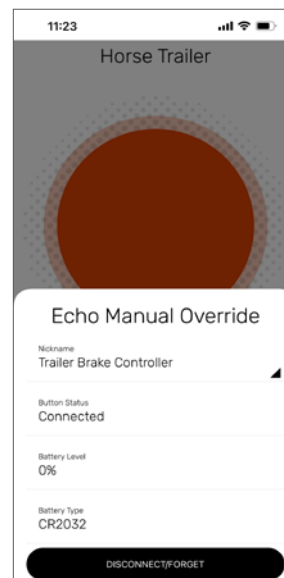 11:23
Horse Trailer
Echo Manual Override
Nickname
Trailer Brake Controller
Button Status
Connected
Battery Level
0%
Battery Type
CR2032
DISCONNECT/FORGET